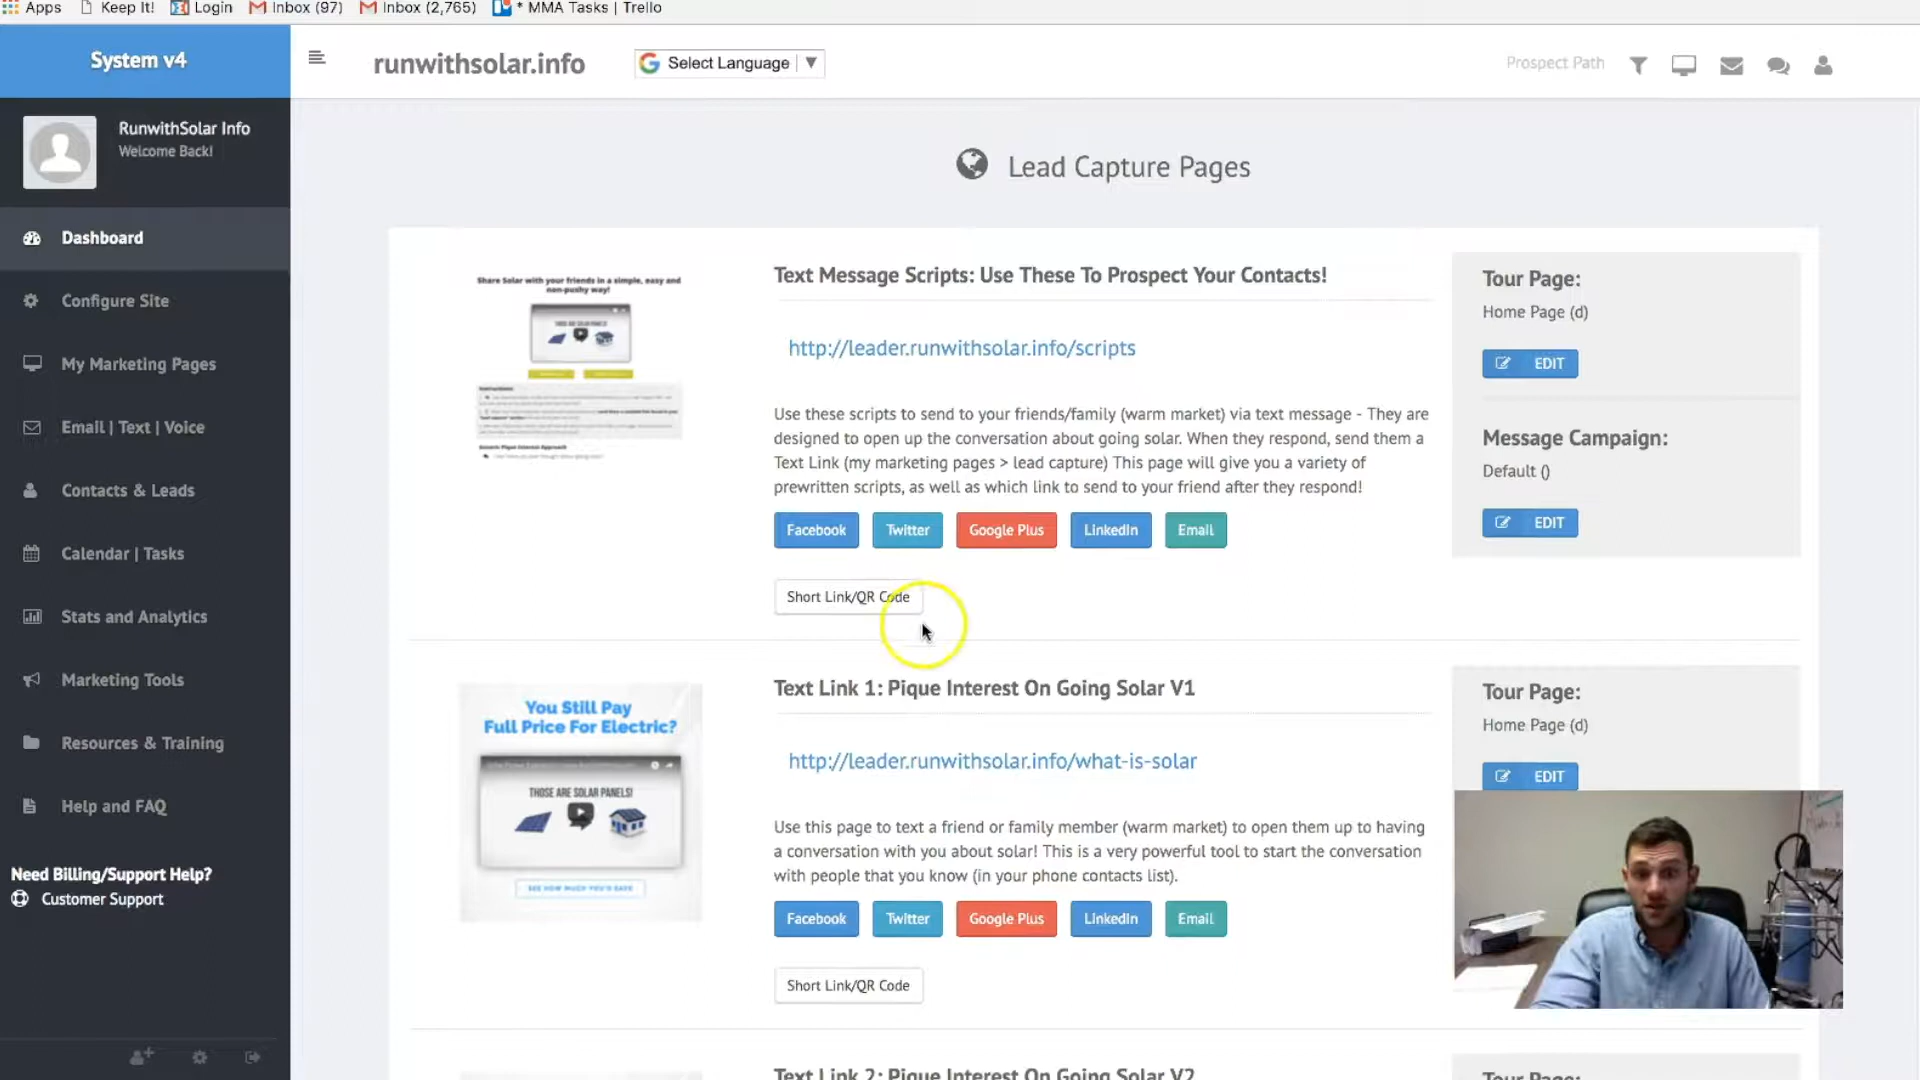 Apps Keep It! Login Inbox (97) Inbox (2,765) * MMA Tasks | Trello
System v4
runwithsolar.info
Select Language ▼
Prospect Path
RunwithSolar Info
Welcome Back!
Dashboard
Configure Site
My Marketing Pages
Email | Text | Voice
Contacts & Leads
Calendar | Tasks
Stats and Analytics
Marketing Tools
Resources & Training
Help and FAQ
Need Billing/Support Help?
Customer Support
Lead Capture Pages
Share Solar with your friends in a simple, easy and
non-pushy way!
Text Message Scripts: Use These To Prospect Your Contacts!
http://leader.runwithsolar.info/scripts
Use these scripts to send to your friends/family (warm market) via text message - They are
designed to open up the conversation about going solar. When they respond, send them a
Text Link (my marketing pages > lead capture) This page will give you a variety of
prewritten scripts, as well as which link to send to your friend after they respond!
Facebook Twitter Google Plus LinkedIn Email
Short Link/QR Code
Tour Page:
Home Page (d)
EDIT
Message Campaign:
Default ()
EDIT
You Still Pay
Full Price For Electric?
THOSE ARE SOLAR PANELS!
SEE HOW MUCH YOU'D SAVE
Text Link 1: Pique Interest On Going Solar V1
http://leader.runwithsolar.info/what-is-solar
Use this page to text a friend or family member (warm market) to open them up to having
a conversation with you about solar! This is a very powerful tool to start the conversation
with people that you know (in your phone contacts list).
Facebook Twitter Google Plus LinkedIn Email
Short Link/QR Code
Tour Page:
Home Page (d)
EDIT
Text Link 2: Pique Interest On Going Solar V2
Tour Page: